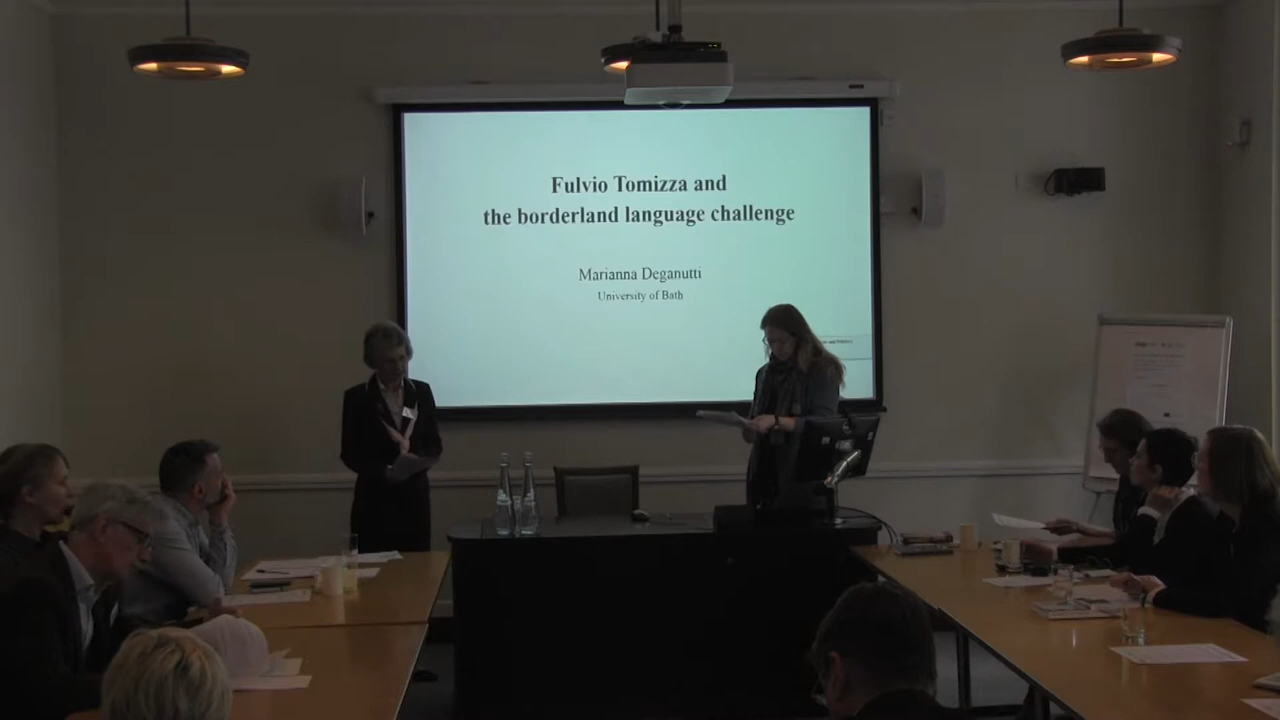 Fulvio Tomizza and
the borderland language challenge
Marianna Deganutti
University of Bath